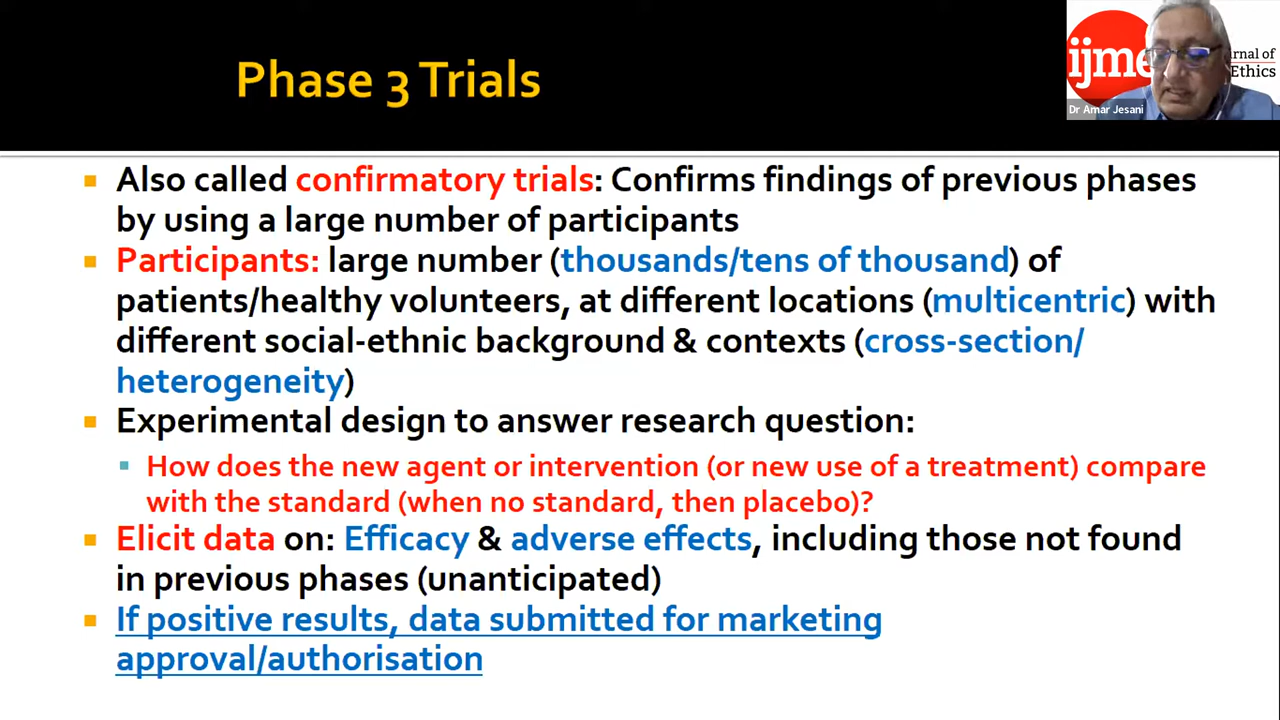 Phase 3 Trials
ijme
rnal of
Ethics
Dr Amar Jesani
Also called confirmatory trials: Confirms findings of previous phases
by using a large number of participants
Participants: large number (thousands/tens of thousand) of
patients/healthy volunteers, at different locations (multicentric) with
different social-ethnic background & contexts (cross-section/
heterogeneity)
Experimental design to answer research question:
How does the new agent or intervention (or new use of a treatment) compare
with the standard (when no standard, then placebo)?
Elicit data on: Efficacy & adverse effects, including those not found
in previous phases (unanticipated)
If positive results, data submitted for marketing
approval/authorisation